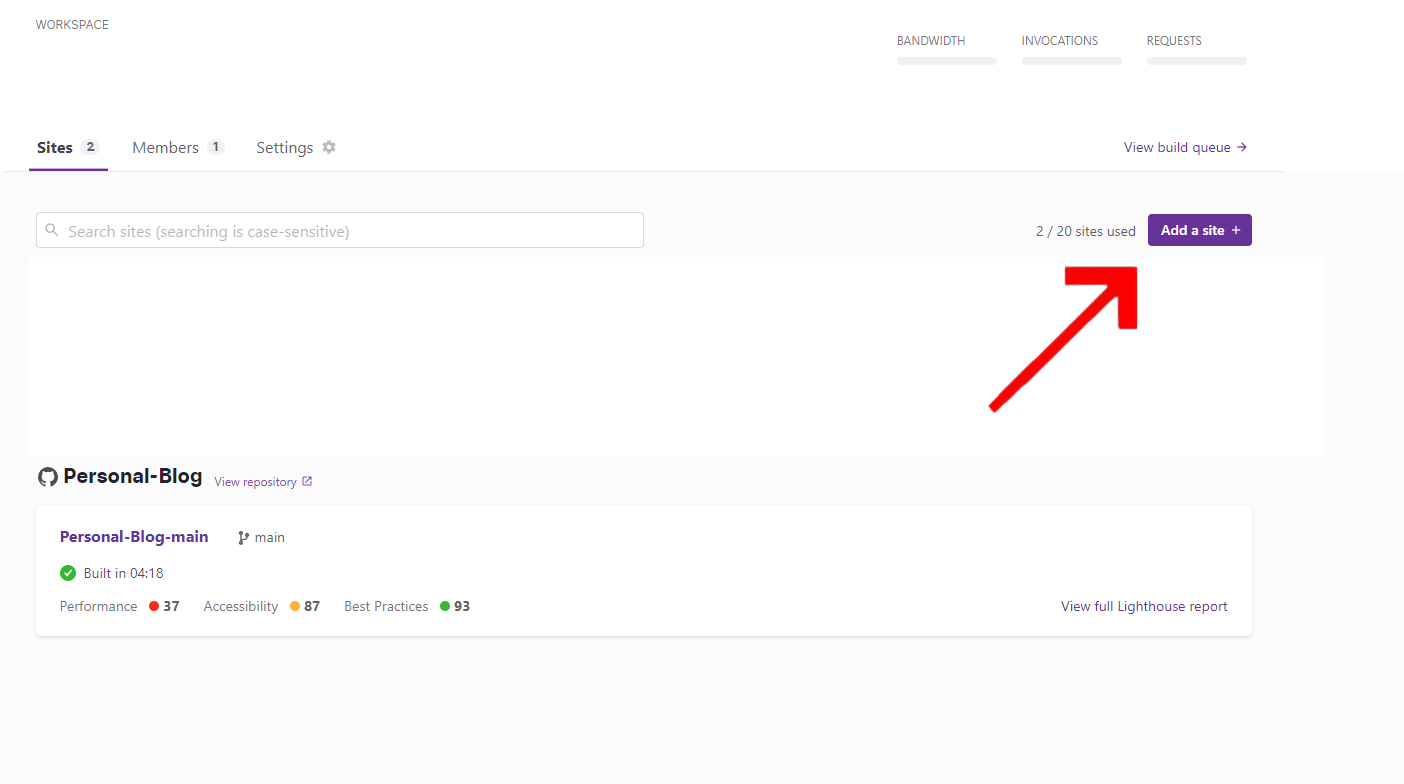 WORKSPACE
BANDWIDTH INVOCATIONS REQUESTS
Sites 2 Members 1 Settings View build queue →
Search sites (searching is case-sensitive) 2 / 20 sites used Add a site +
Personal-Blog View repository
Personal-Blog-main main
Built in 04:18
Performance 37 Accessibility 87 Best Practices 93 View full Lighthouse report